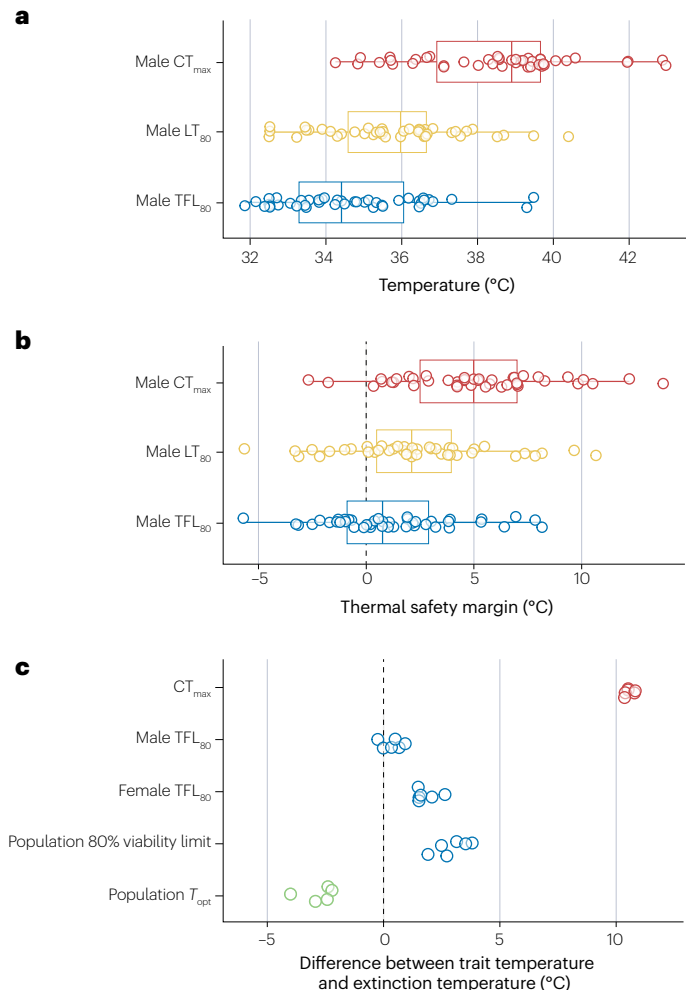 a
Male CTmax
Male LT80
Male TFL80
32 34 36 38 40 42
Temperature (°C)
b
Male CTmax
Male LT80
Male TFL80
–5 0 5 10
Thermal safety margin (°C)
c
CTmax
Male TFL80
Female TFL80
Population 80% viability limit
Population Topt
–5 0 5 10
Difference between trait temperature
and extinction temperature (°C)